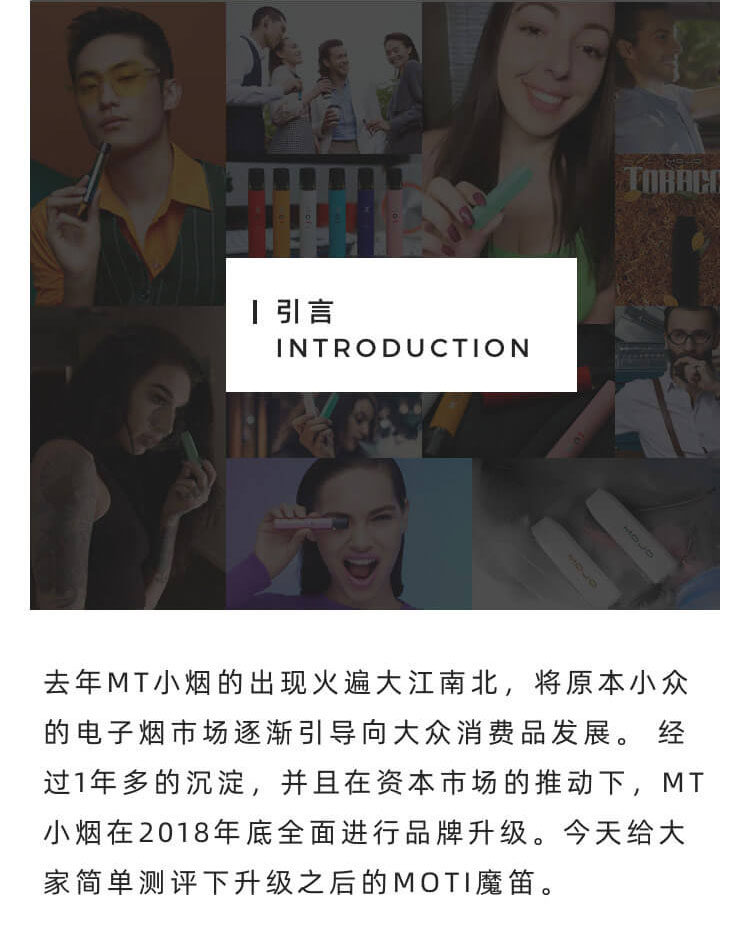 TOBACC
引言
INTRODUCTION
MOJO
MOJO
去年MT小烟的出现火遍大江南北，将原本小众
的电子烟市场逐渐引导向大众消费品发展。 经
过1年多的沉淀，并且在资本市场的推动下，MT
小烟在2018年底全面进行品牌升级。今天给大
家简单测评下升级之后的MOTI魔笛。